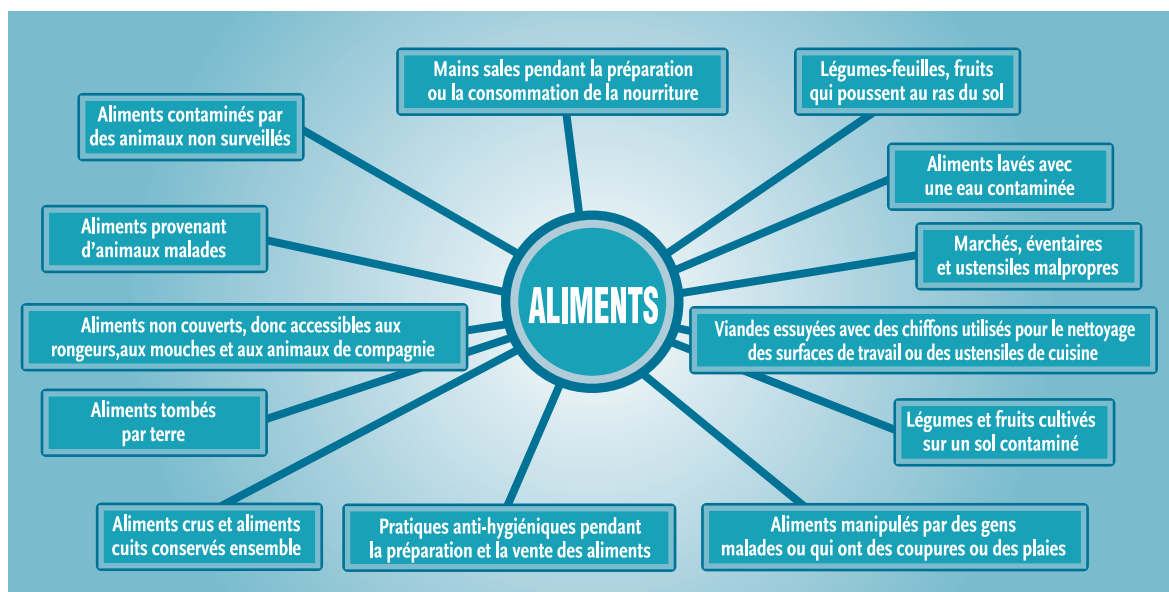 Mains sales pendant la préparation
ou la consommation de la nourriture
Légumes-feuilles, fruits
qui poussent au ras du sol
Aliments contaminés par
des animaux non surveillés
Aliments lavés avec
une eau contaminée
Aliments provenant
d'animaux malades
Marchés, éventaires
et ustensiles malpropres
ALIMENTS
Aliments non couverts, donc accessibles aux
rongeurs,aux mouches et aux animaux de compagnie
Viandes essuyées avec des chiffons utilisés pour le nettoyage
des surfaces de travail ou des ustensiles de cuisine
Aliments tombés
par terre
Légumes et fruits cultivés
sur un sol contaminé
Aliments crus et aliments
cuits conservés ensemble
Pratiques anti-hygiéniques pendant
la préparation et la vente des aliments
Aliments manipulés par des gens
malades ou qui ont des coupures ou des plaies